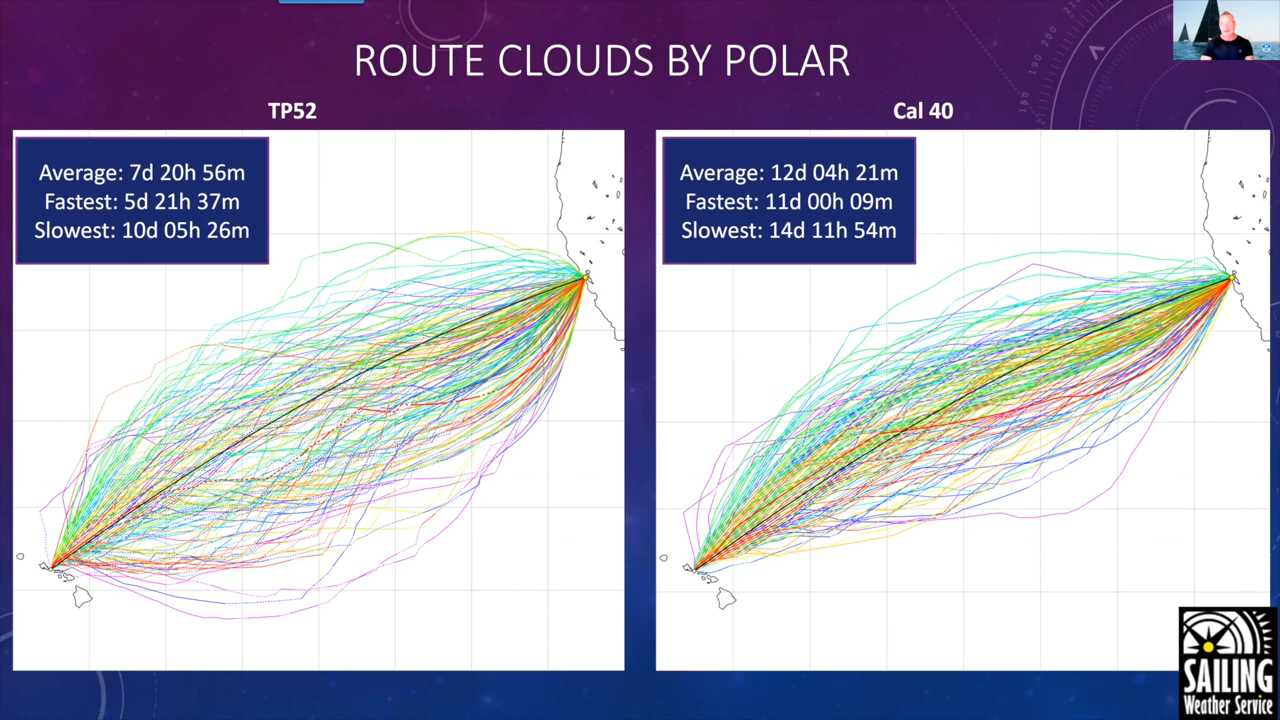 ROUTE CLOUDS BY POLAR
TP52
Average: 7d 20h 56m
Fastest: 5d 21h 37m
Slowest: 10d 05h 26m
Cal 40
Average: 12d 04h 21m
Fastest: 11d 00h 09m
Slowest: 14d 11h 54m
SAILING
Weather Service